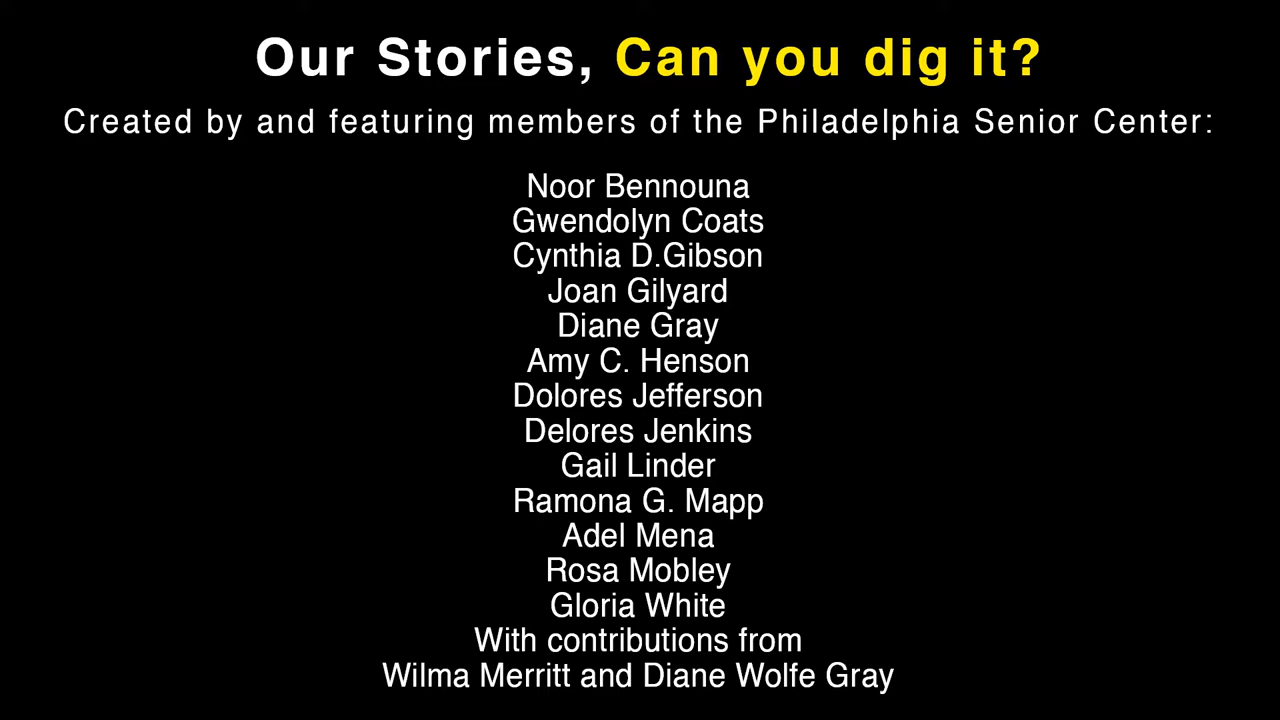 Our Stories, Can you dig it?
Created by and featuring members of the Philadelphia Senior Center:
Noor Bennouna
Gwendolyn Coats
Cynthia D.Gibson
Joan Gilyard
Diane Gray
Amy C. Henson
Dolores Jefferson
Delores Jenkins
Gail Linder
Ramona G. Mapp
Adel Mena
Rosa Mobley
Gloria White
With contributions from
Wilma Merritt and Diane Wolfe Gray